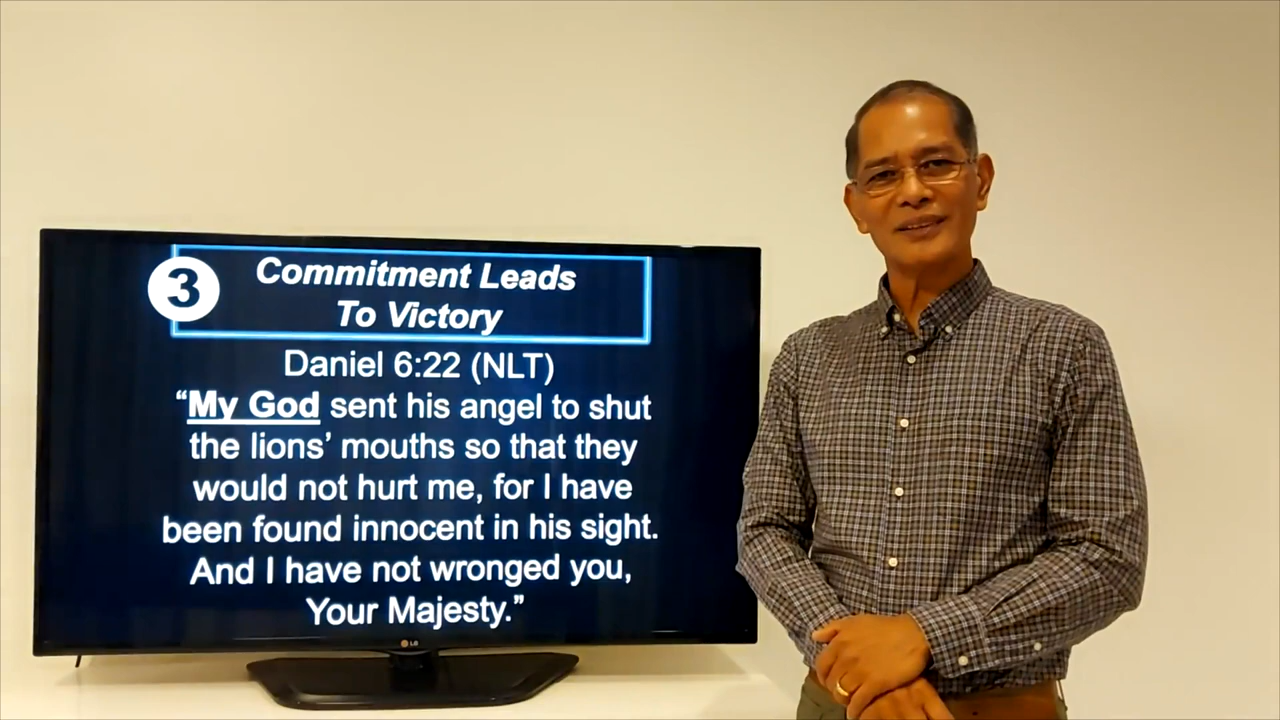 3
Commitment Leads
To Victory
Daniel 6:22 (NLT)
“My God sent his angel to shut
the lions’ mouths so that they
would not hurt me, for I have
been found innocent in his sight.
And I have not wronged you,
Your Majesty.”
LG